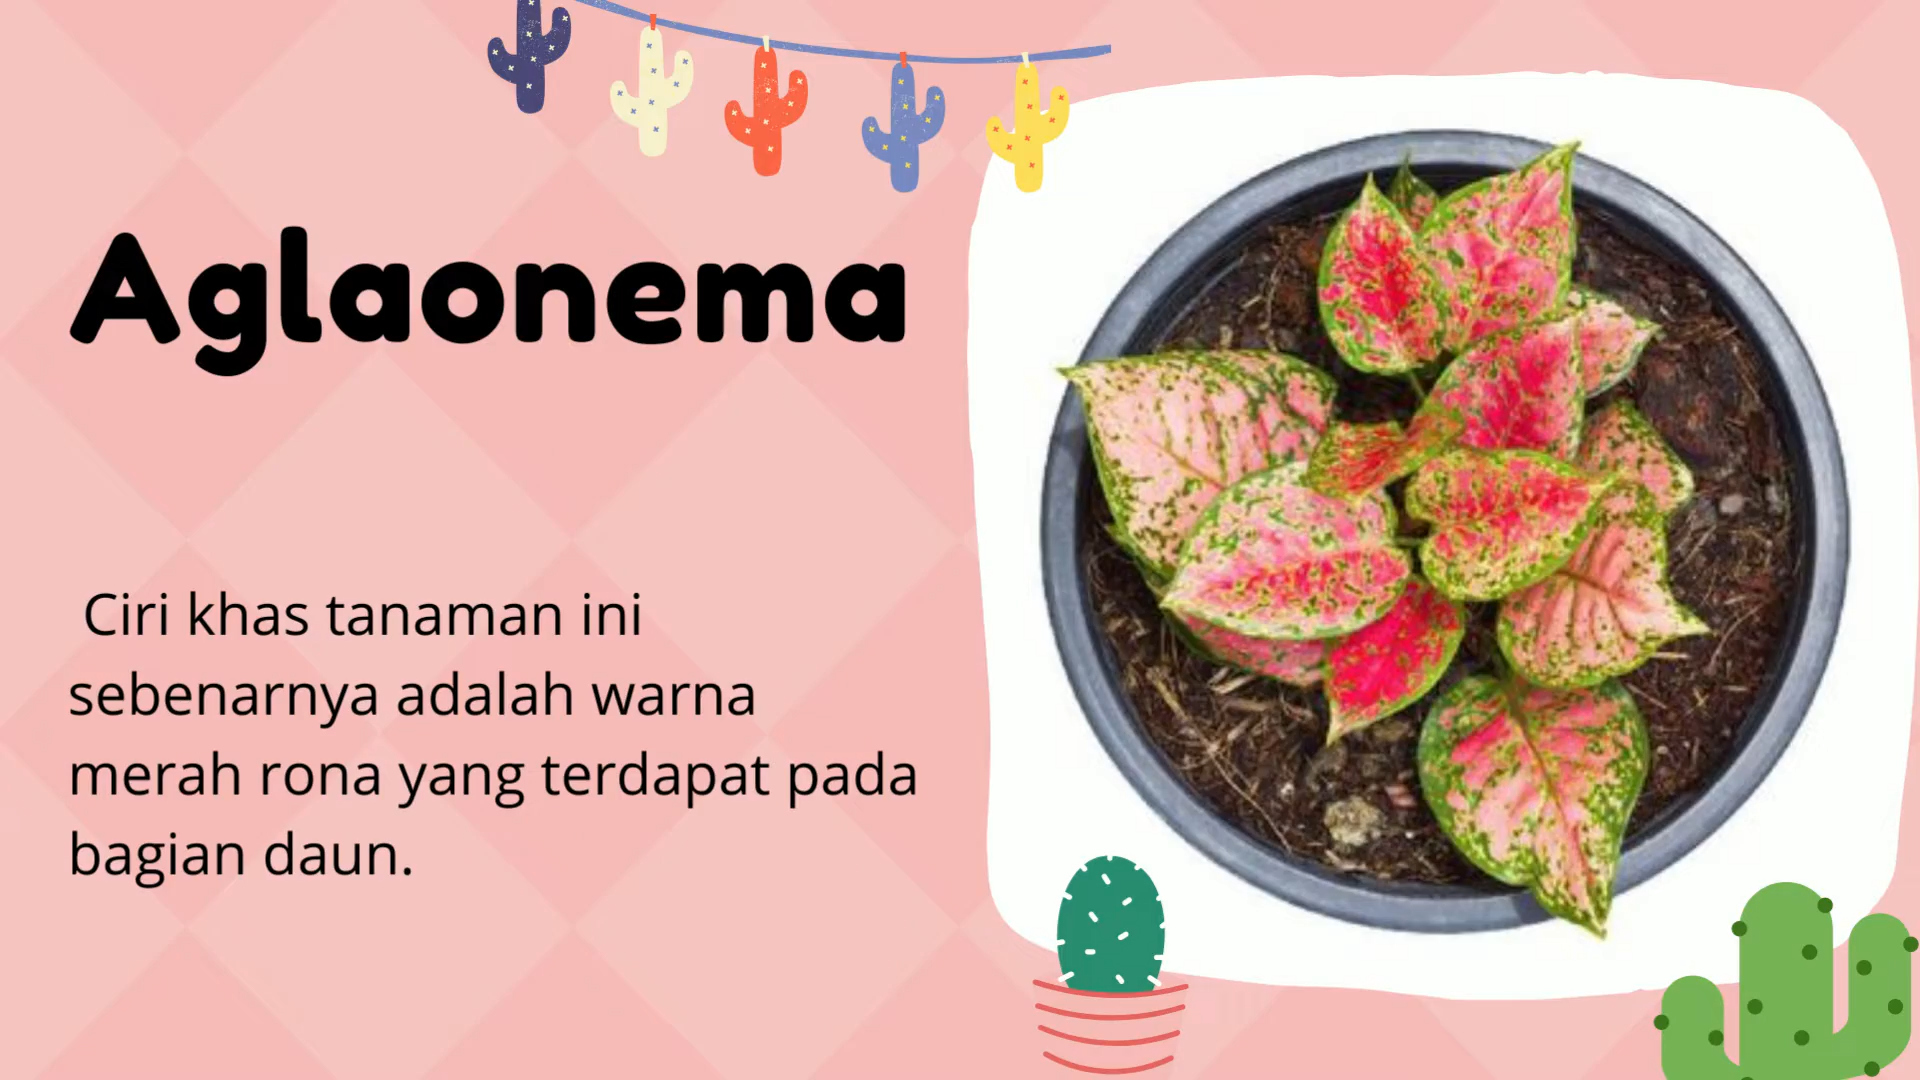 Aglaonema
Ciri khas tanaman ini
sebenarnya adalah warna
merah rona yang terdapat pada
bagian daun.